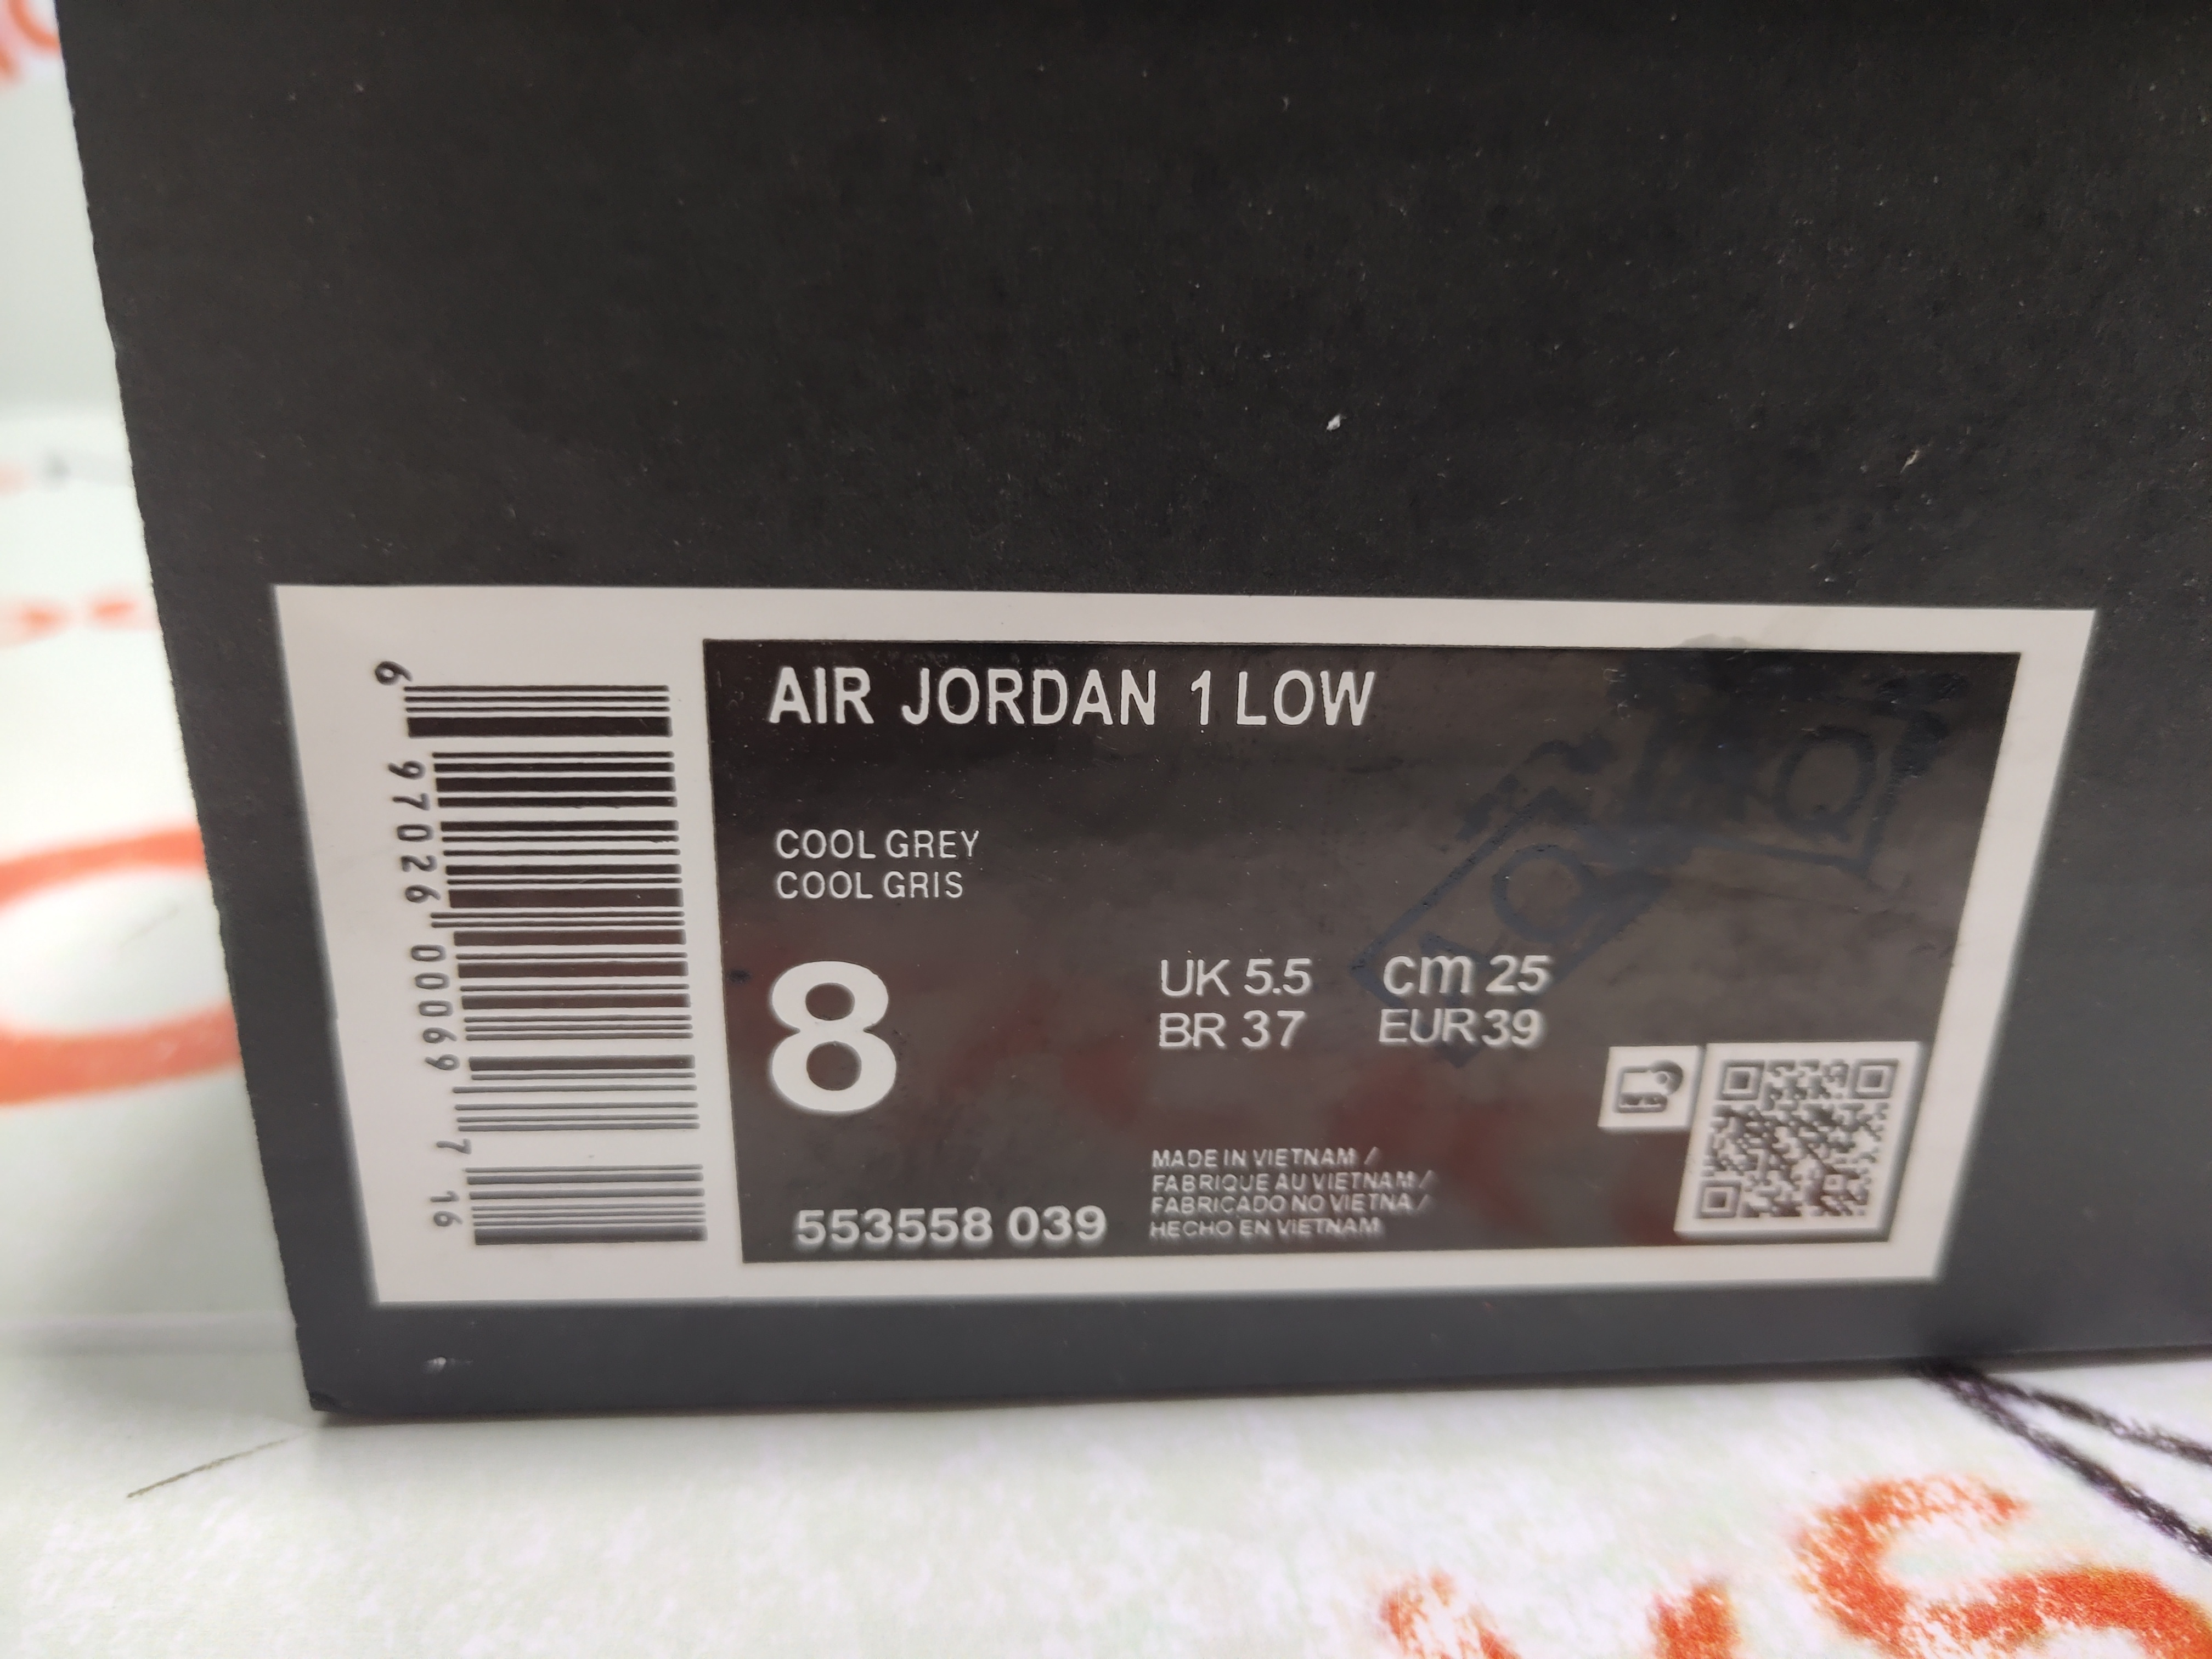 AIR JORDAN 1 LOW
COOL GREY
COOL GRIS
8
UK 5.5 cm 25
BR 37 EUR 39
MADE IN VIETNAM /
FABRIQUE AU VIETNAM /
FABRICADO NO VIETNA /
HECHO EN VIETNAM
553558 039
6 97026 00069 7 16